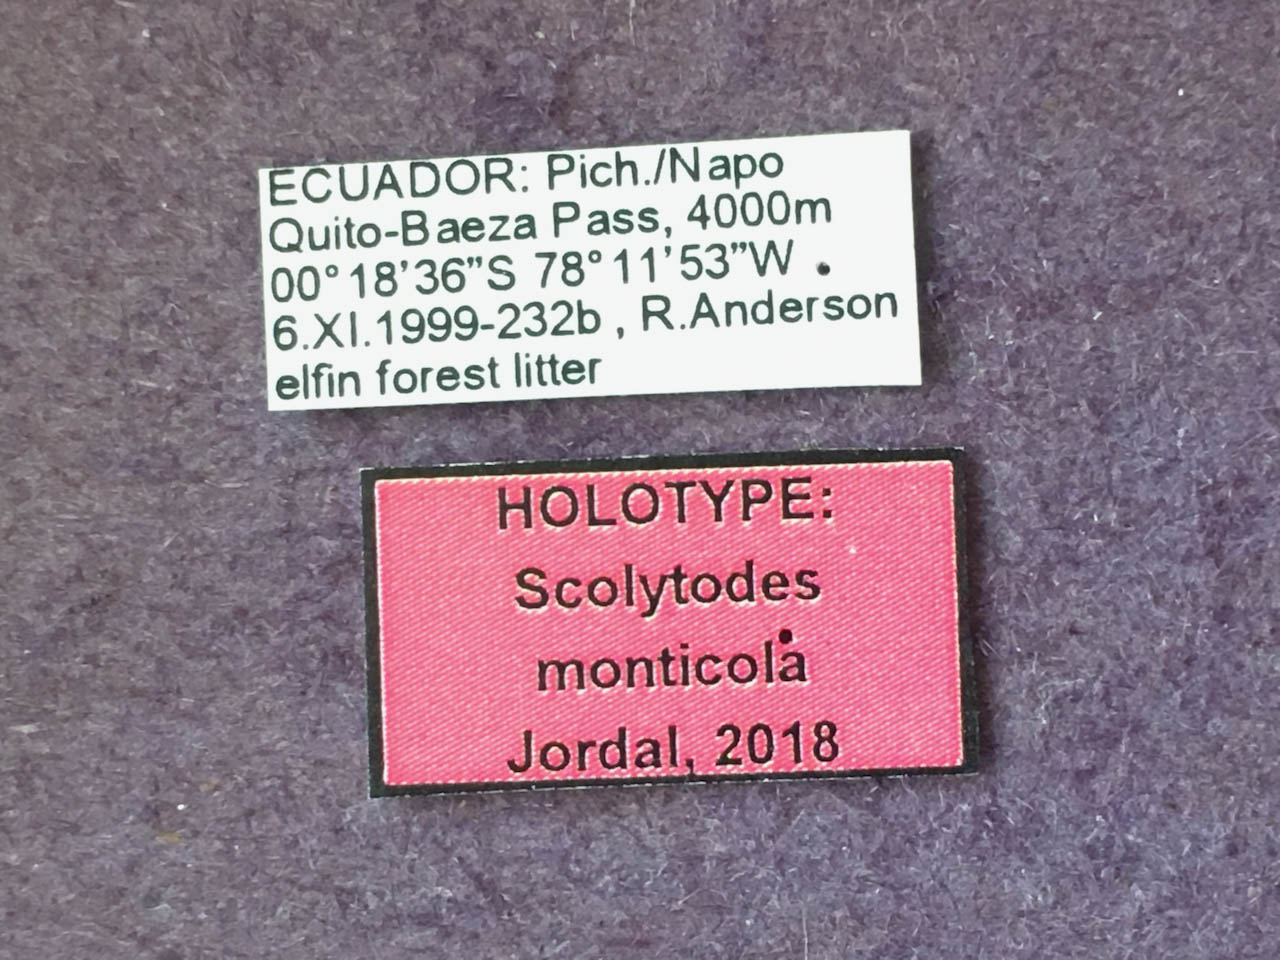 ECUADOR: Pich./Napo
Quito-Baeza Pass, 4000m
00°18'36"S 78°11'53"W
6.XI.1999-232b , R.Anderson
elfin forest litter
HOLOTYPE:
Scolytodes
monticola
Jordal, 2018